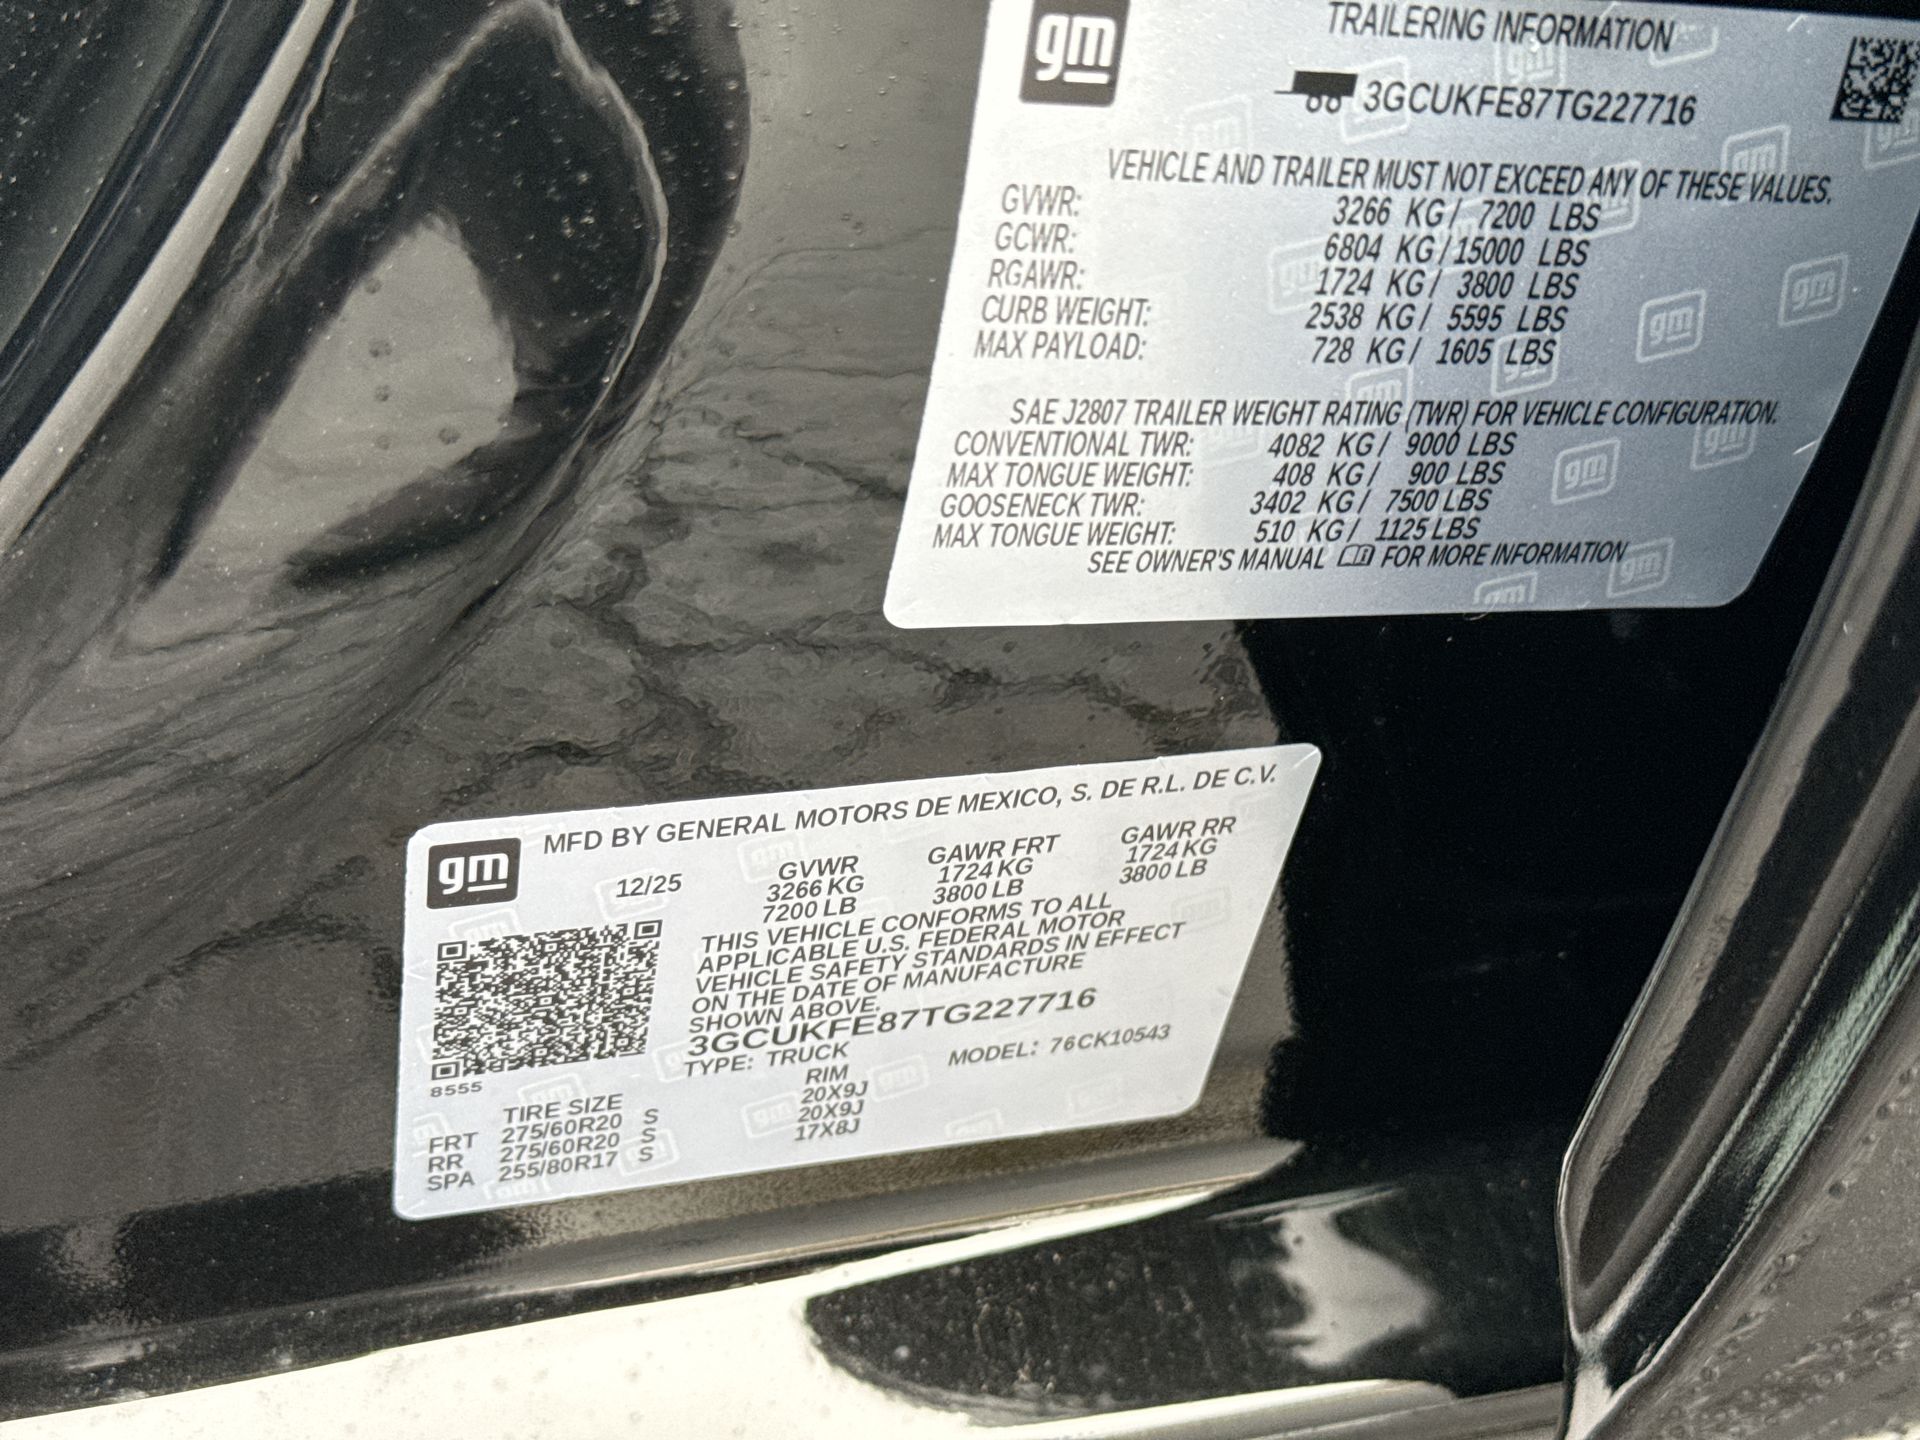 gm
TRAILERING INFORMATION
3GCUKFE87TG227716
VEHICLE AND TRAILER MUST NOT EXCEED ANY OF THESE VALUES.
GVWR: 3266 KG/ 7200 LBS
GCWR: 6804 KG/15000 LBS
RGAWR: 1724 KG/ 3800 LBS
CURB WEIGHT: 2538 KG/ 5595 LBS
MAX PAYLOAD: 728 KG/ 1605 LBS
SAE J2807 TRAILER WEIGHT RATING (TWR) FOR VEHICLE CONFIGURATION.
CONVENTIONAL TWR: 4082 KG/ 9000 LBS
MAX TONGUE WEIGHT: 408 KG/ 900 LBS
GOOSENECK TWR: 3402 KG/ 7500 LBS
MAX TONGUE WEIGHT: 510 KG/ 1125 LBS
SEE OWNER'S MANUAL FOR MORE INFORMATION
gm
MFD BY GENERAL MOTORS DE MEXICO, S. DE R.L. DE C.V.
12/25 GVWR GAWR FRT GAWR RR
3266 KG 1724 KG 1724 KG
7200 LB 3800 LB 3800 LB
THIS VEHICLE CONFORMS TO ALL
APPLICABLE U.S. FEDERAL MOTOR
VEHICLE SAFETY STANDARDS IN EFFECT
ON THE DATE OF MANUFACTURE
SHOWN ABOVE.
3GCUKFE87TG227716
TYPE: TRUCK MODEL: 76CK10543
8555
TIRE SIZE RIM
FRT 275/60R20 S 20X9J
RR 275/60R20 S 20X9J
SPA 255/80R17 S 17X8J